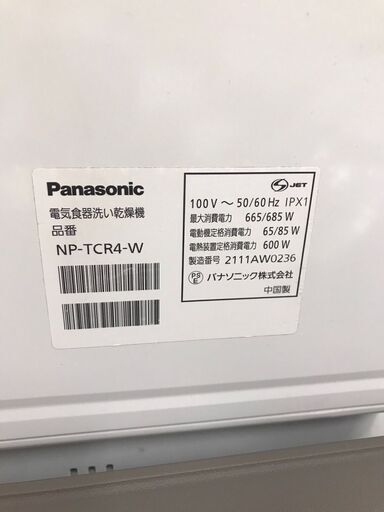 Panasonic
電気食器洗い乾燥機
品番
NP-TCR4-W
S JET
100 V ～ 50/60 Hz IPX1
最大消費電力 665/685 W
電動機定格消費電力 65/85 W
電熱装置定格消費電力 600 W
製造番号 2111AW0236
PS E パナソニック株式会社
中国製